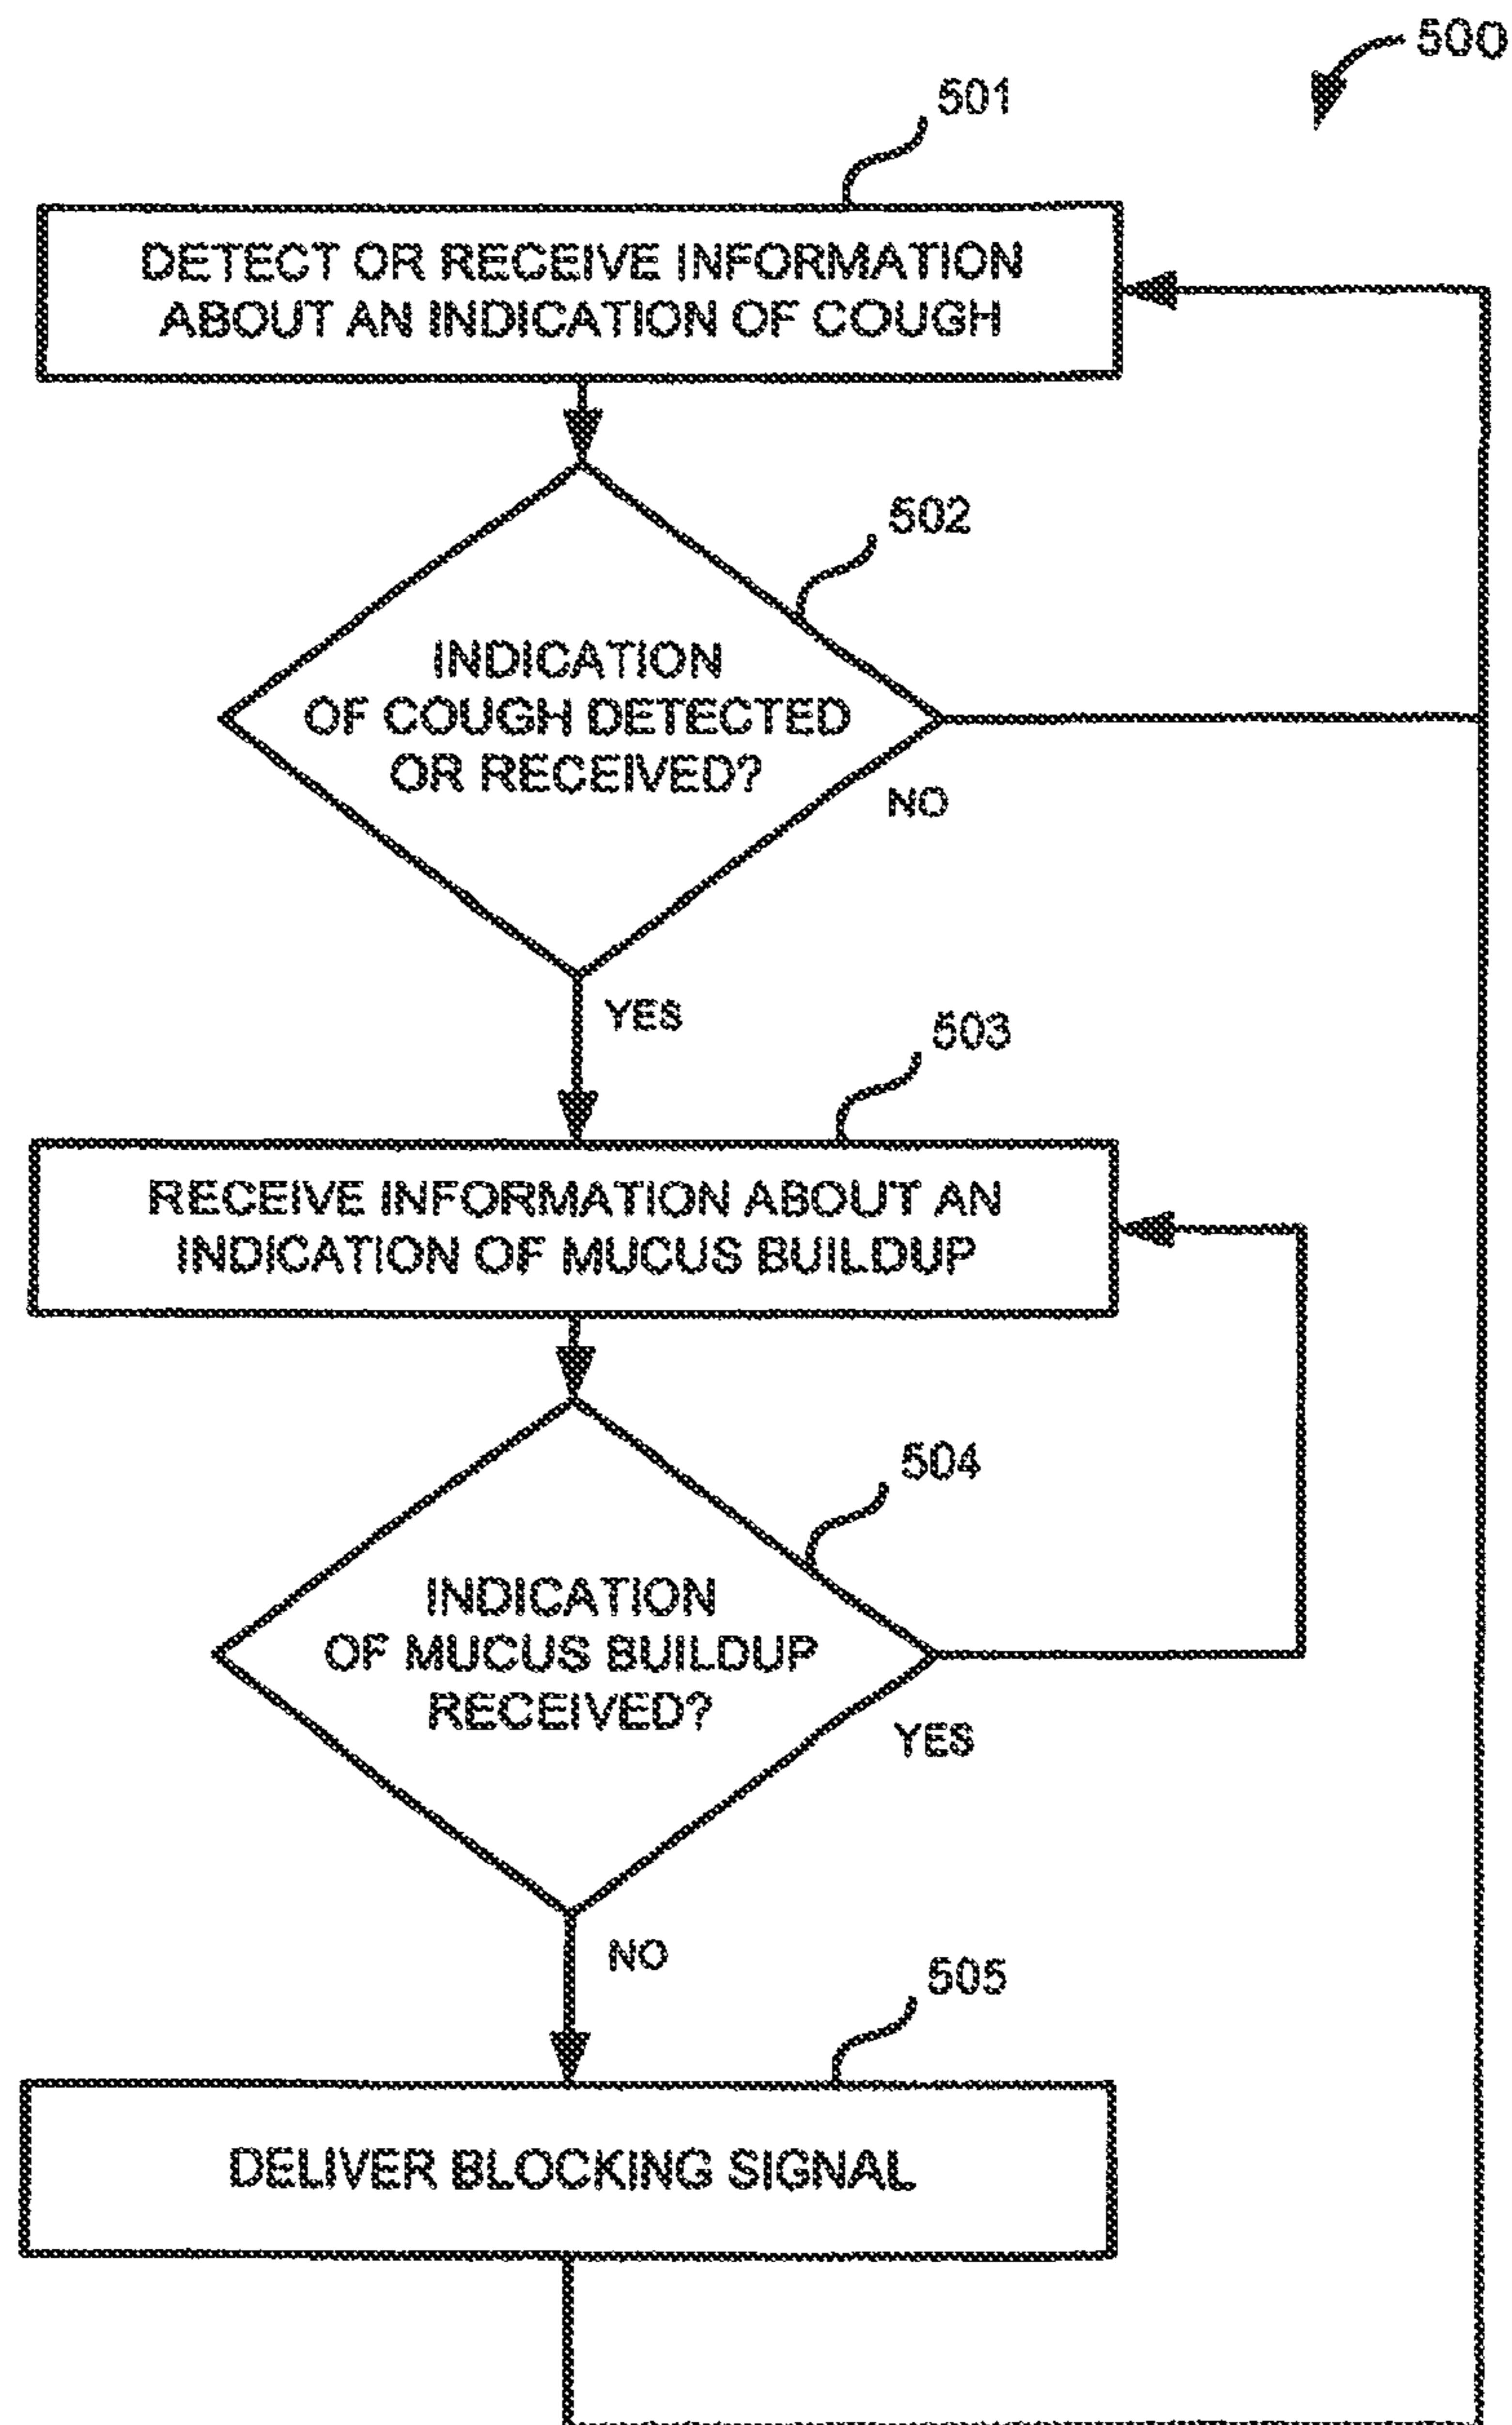 500
501
DETECT OR RECEIVE INFORMATION
ABOUT AN INDICATION OF COUGH
502
INDICATION
OF COUGH DETECTED
OR RECEIVED?
NO
YES
503
RECEIVE INFORMATION ABOUT AN
INDICATION OF MUCUS BUILDUP
504
INDICATION
OF MUCUS BUILDUP
RECEIVED?
YES
NO
505
DELIVER BLOCKING SIGNAL